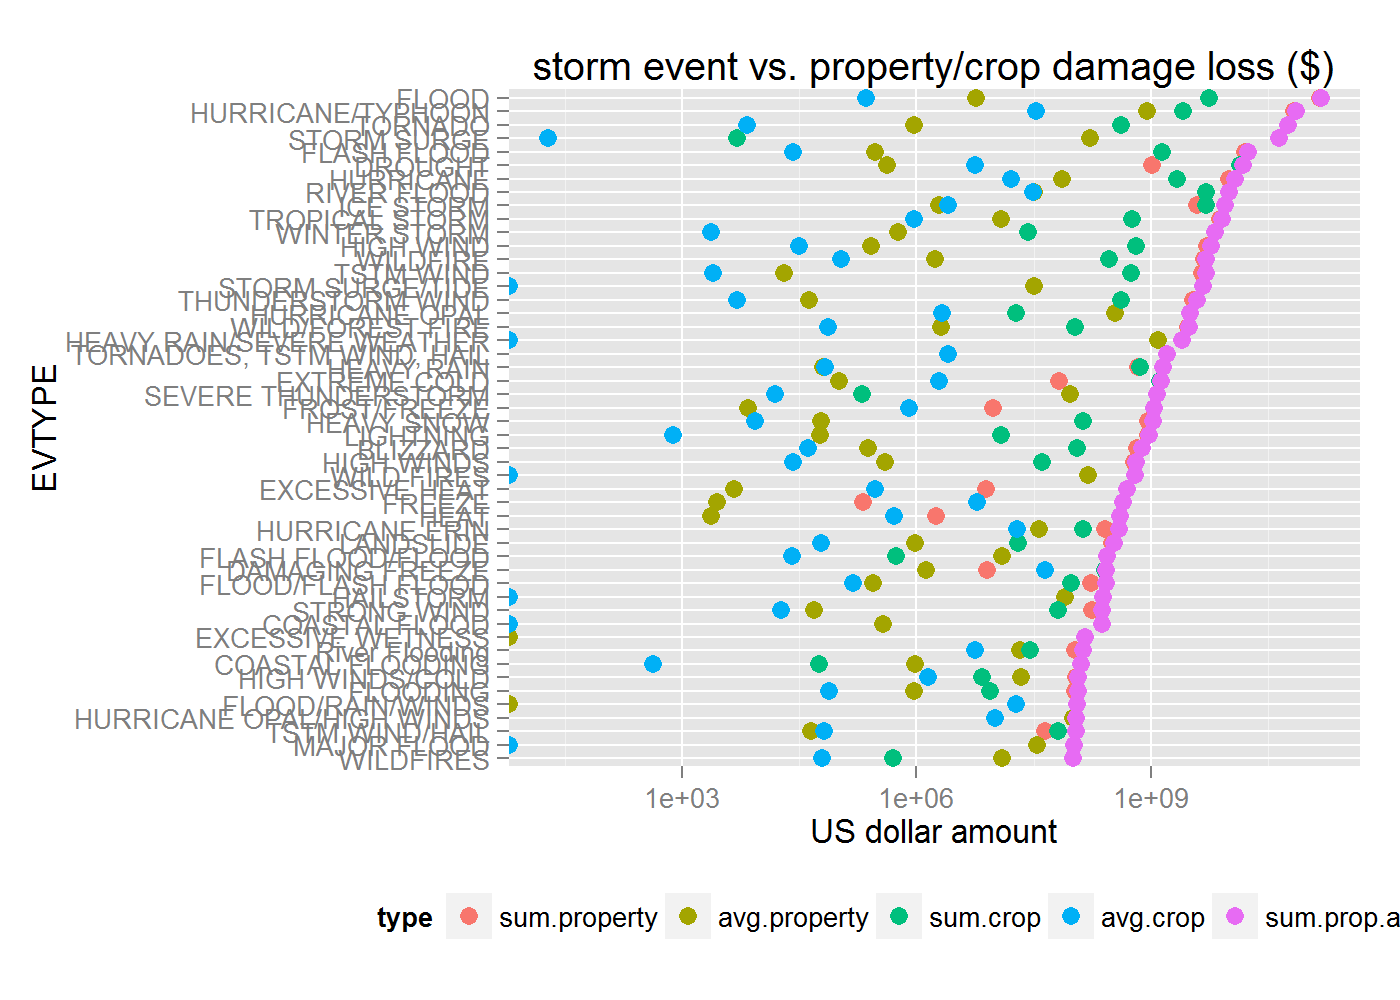 storm event vs. property/crop damage loss ($)
FLOOD
HURRICANE/TYPHOON
TORNADO
STORM SURGE
FLASH FLOOD
DROUGHT
HURRICANE
RIVER FLOOD
ICE STORM
TROPICAL STORM
WINTER STORM
HIGH WIND
WILDFIRE
TSTM WIND
STORM SURGE/TIDE
THUNDERSTORM WIND
HURRICANE OPAL
WILD/FOREST FIRE
HEAVY RAIN/SEVERE WEATHER
TORNADOES, TSTM WIND, HAIL
HEAVY RAIN
EXTREME COLD
SEVERE THUNDERSTORM
FROST/FREEZE
HEAVY SNOW
LIGHTNING
BLIZZARD
HIGH WINDS
WILD FIRES
EXCESSIVE HEAT
FREEZE
HEAT
HURRICANE ERIN
LANDSLIDE
FLASH FLOOD/FLOOD
DAMAGING FREEZE
FLOOD/FLASH FLOOD
HAILSTORM
STRONG WIND
COASTAL FLOOD
EXCESSIVE WETNESS
River Flooding
COASTAL FLOODING
HIGH WINDS/COLD
FLOODING
FLOOD/RAIN/WINDS
HURRICANE OPAL/HIGH WINDS
TSTM WIND/HAIL
MAJOR FLOOD
WILDFIRES
EVTYPE
1e+03 1e+06 1e+09
US dollar amount
type sum.property avg.property sum.crop avg.crop sum.prop.a